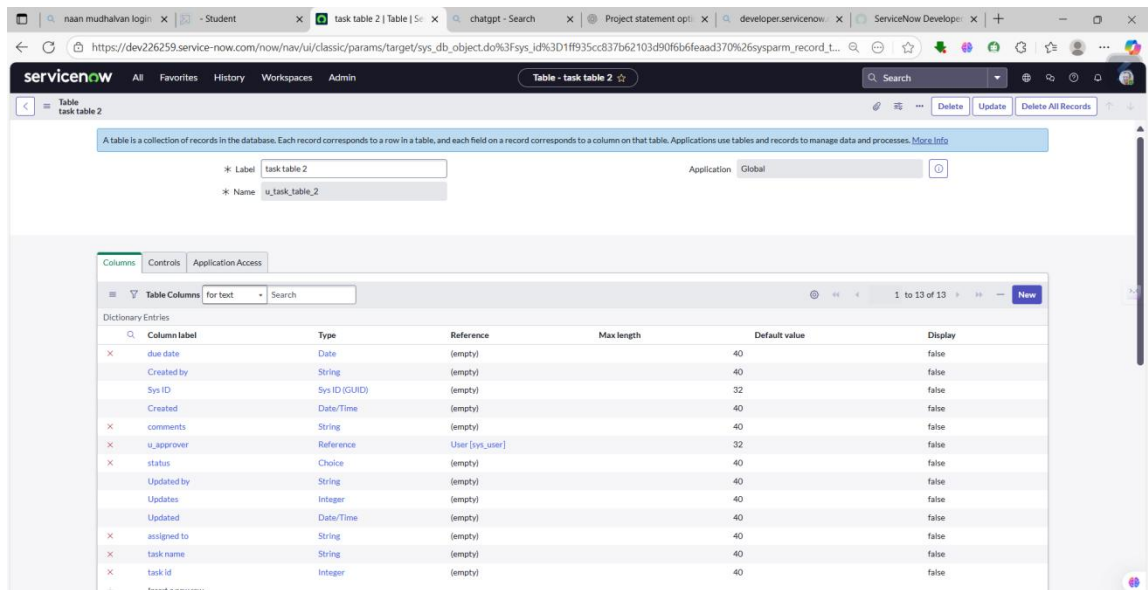 naan mudhalvan login
- Student
task table 2 | Table | Se
chatgpt - Search
Project statement opti
developer.servicenow.
ServiceNow Developer
https://dev226259.service-now.com/now/nav/ui/classic/params/target/sys_db_object.do%3Fsys_id%3D1ff935cc837b62103d90f6b6feaad370%26sysparm_record_t...
servicenow All Favorites History Workspaces Admin Table - task table 2 Search
Table
task table 2
Delete Update Delete All Records
A table is a collection of records in the database. Each record corresponds to a row in a table, and each field on a record corresponds to a column on that table. Applications use tables and records to manage data and processes. More Info
* Label task table 2 Application Global
* Name u_task_table_2
Columns Controls Application Access
Table Columns for text Search 1 to 13 of 13 New
Dictionary Entries
Column label Type Reference Max length Default value Display
due date Date (empty) 40 false
Created by String (empty) 40 false
Sys ID Sys ID (GUID) (empty) 32 false
Created Date/Time (empty) 40 false
comments String (empty) 40 false
u_approver Reference User [sys_user] 32 false
status Choice (empty) 40 false
Updated by String (empty) 40 false
Updates Integer (empty) 40 false
Updated Date/Time (empty) 40 false
assigned to String (empty) 40 false
task name String (empty) 40 false
task id Integer (empty) 40 false